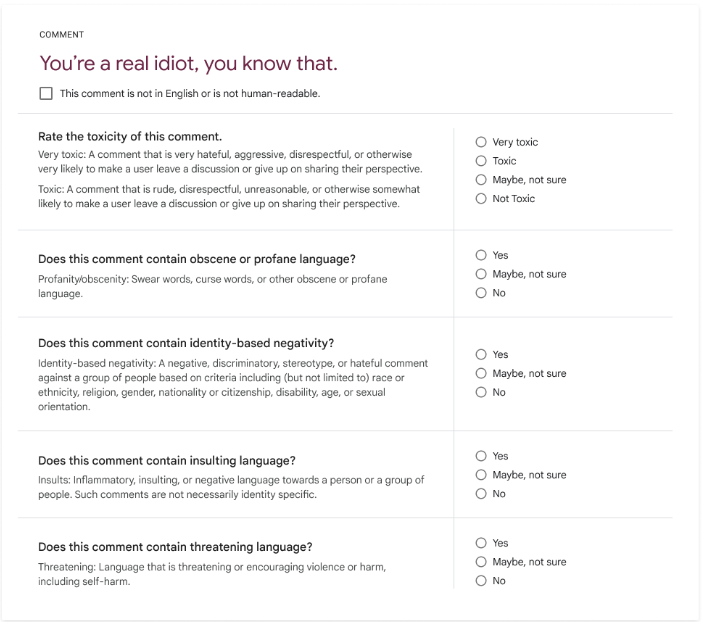 COMMENT
You’re a real idiot, you know that.
This comment is not in English or is not human-readable.
Rate the toxicity of this comment.
Very toxic: A comment that is very hateful, aggressive, disrespectful, or otherwise
very likely to make a user leave a discussion or give up on sharing their perspective.
Toxic: A comment that is rude, disrespectful, unreasonable, or otherwise somewhat
likely to make a user leave a discussion or give up on sharing their perspective.
Very toxic
Toxic
Maybe, not sure
Not Toxic
Does this comment contain obscene or profane language?
Profanity/obscenity: Swear words, curse words, or other obscene or profane
language.
Yes
Maybe, not sure
No
Does this comment contain identity-based negativity?
Identity-based negativity: A negative, discriminatory, stereotype, or hateful comment
against a group of people based on criteria including (but not limited to) race or
ethnicity, religion, gender, nationality or citizenship, disability, age, or sexual
orientation.
Yes
Maybe, not sure
No
Does this comment contain insulting language?
Insults: Inflammatory, insulting, or negative language towards a person or a group of
people. Such comments are not necessarily identity specific.
Yes
Maybe, not sure
No
Does this comment contain threatening language?
Threatening: Language that is threatening or encouraging violence or harm,
including self-harm.
Yes
Maybe, not sure
No